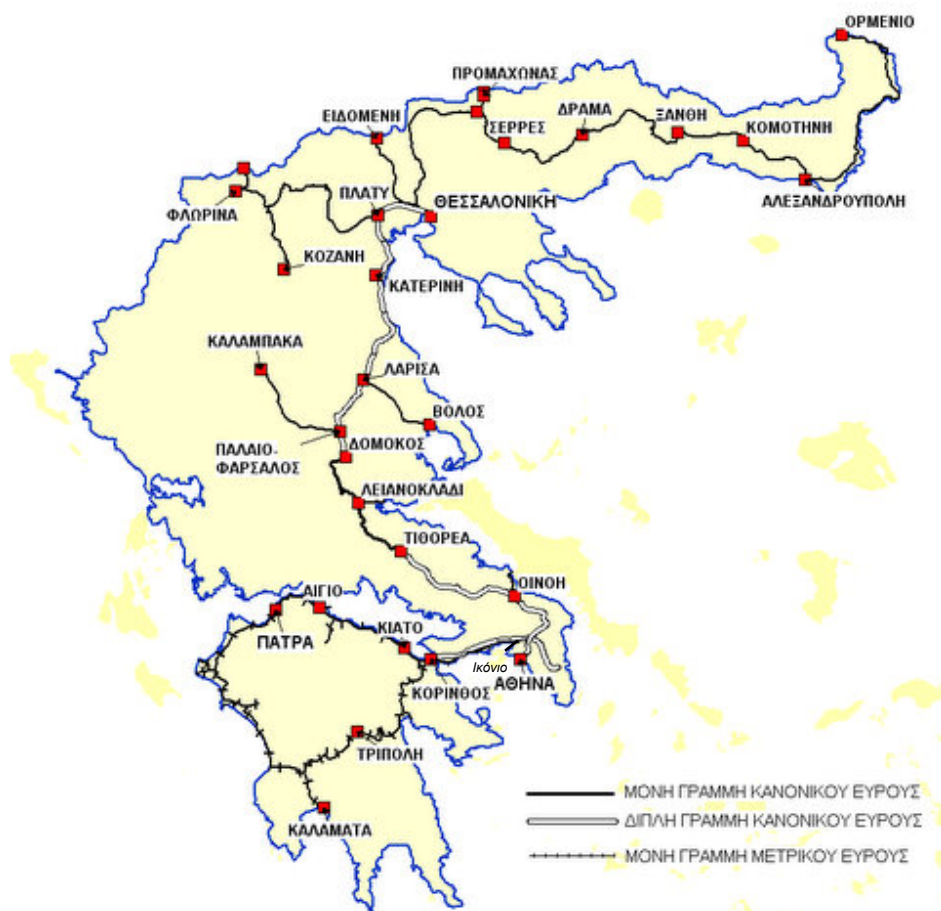 ΟΡΜΕΝΙΟ
ΠΡΟΜΑΧΩΝΑΣ
ΔΡΑΜΑ
ΞΑΝΘΗ
ΕΙΔΟΜΕΝΗ
ΣΕΡΡΕΣ
ΚΟΜΟΤΗΝΗ
ΑΛΕΞΑΝΔΡΟΥΠΟΛΗ
ΠΛΑΤΥ
ΘΕΣΣΑΛΟΝΙΚΗ
ΦΛΩΡΙΝΑ
ΚΟΖΑΝΗ
ΚΑΤΕΡΙΝΗ
ΚΑΛΑΜΠΑΚΑ
ΛΑΡΙΣΑ
ΒΟΛΟΣ
ΠΑΛΑΙΟ-
ΦΑΡΣΑΛΟΣ
ΔΟΜΟΚΟΣ
ΛΕΙΑΝΟΚΛΑΔΙ
ΤΙΘΟΡΕΑ
ΟΙΝΟΗ
ΑΙΓΙΟ
ΠΑΤΡΑ
ΚΙΑΤΟ
Ικόνιο
ΑΘΗΝΑ
ΚΟΡΙΝΘΟΣ
ΤΡΙΠΟΛΗ
ΚΑΛΑΜΑΤΑ
ΜΟΝΗ ΓΡΑΜΜΗ ΚΑΝΟΝΙΚΟΥ ΕΥΡΟΥΣ
ΔΙΠΛΗ ΓΡΑΜΜΗ ΚΑΝΟΝΙΚΟΥ ΕΥΡΟΥΣ
ΜΟΝΗ ΓΡΑΜΜΗ ΜΕΤΡΙΚΟΥ ΕΥΡΟΥΣ